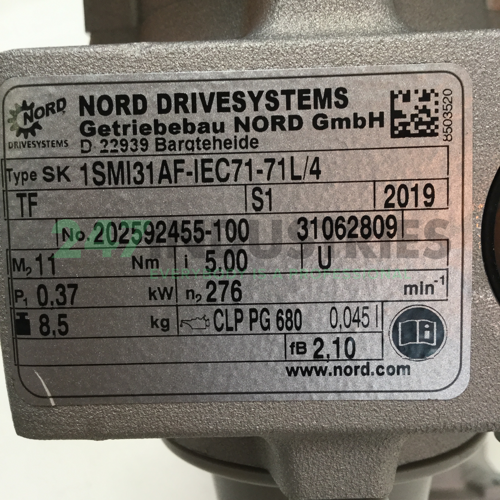 NORD
DRIVESYSTEMS
NORD DRIVESYSTEMS
Getriebebau NORD GmbH
D-22939 Bargteheide
8503520
Type SK 1SMI31AF-IEC71-71L/4
TF S1 2019
No. 202592455-100 31062809
247 INDUSTRIES
M2 11 Nm i 5.00 U
P1 0.37 kW n2 276 min-1
8,5 kg CLP PG 680 0,045 l
fB 2,10
www.nord.com